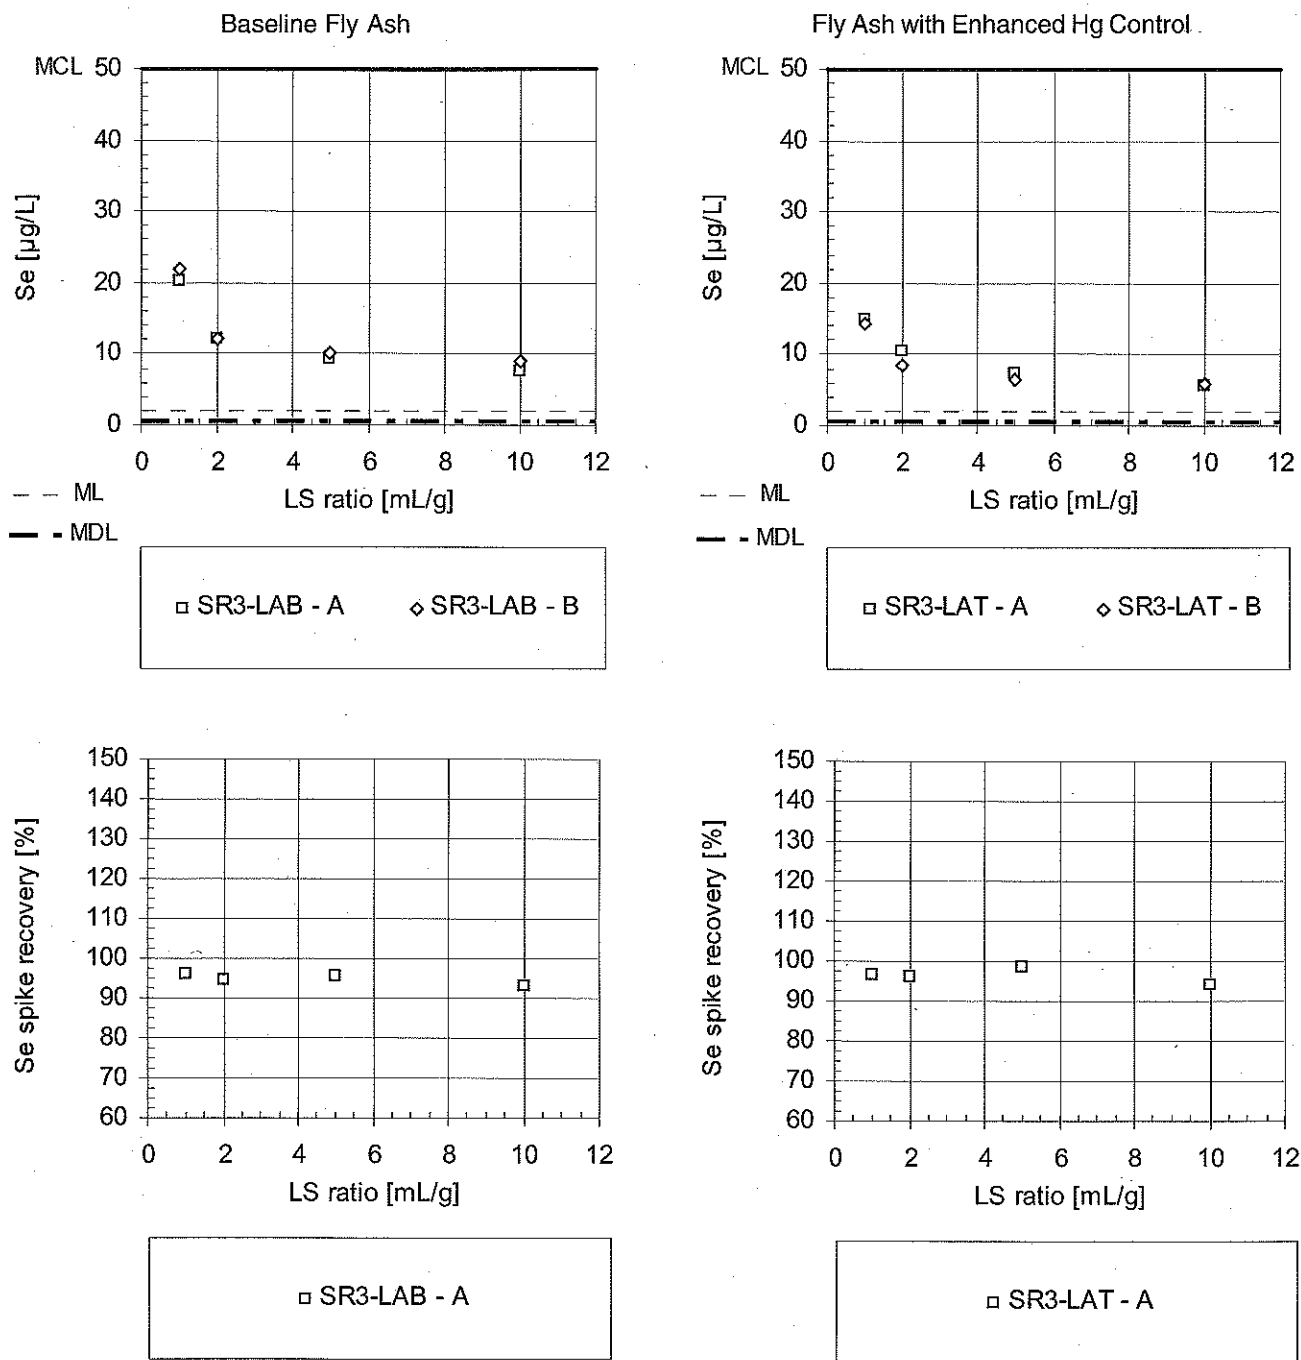 Baseline Fly Ash
MCL 50
40
30
20
10
0
Se [µg/L]
0 2 4 6 8 10 12
LS ratio [mL/g]
ML
MDL
SR3-LAB - A SR3-LAB - B
Fly Ash with Enhanced Hg Control
MCL 50
40
30
20
10
0
Se [µg/L]
0 2 4 6 8 10 12
LS ratio [mL/g]
ML
MDL
SR3-LAT - A SR3-LAT - B
150
140
130
120
110
100
90
80
70
60
Se spike recovery [%]
0 2 4 6 8 10 12
LS ratio [mL/g]
SR3-LAB - A
150
140
130
120
110
100
90
80
70
60
Se spike recovery [%]
0 2 4 6 8 10 12
LS ratio [mL/g]
SR3-LAT - A